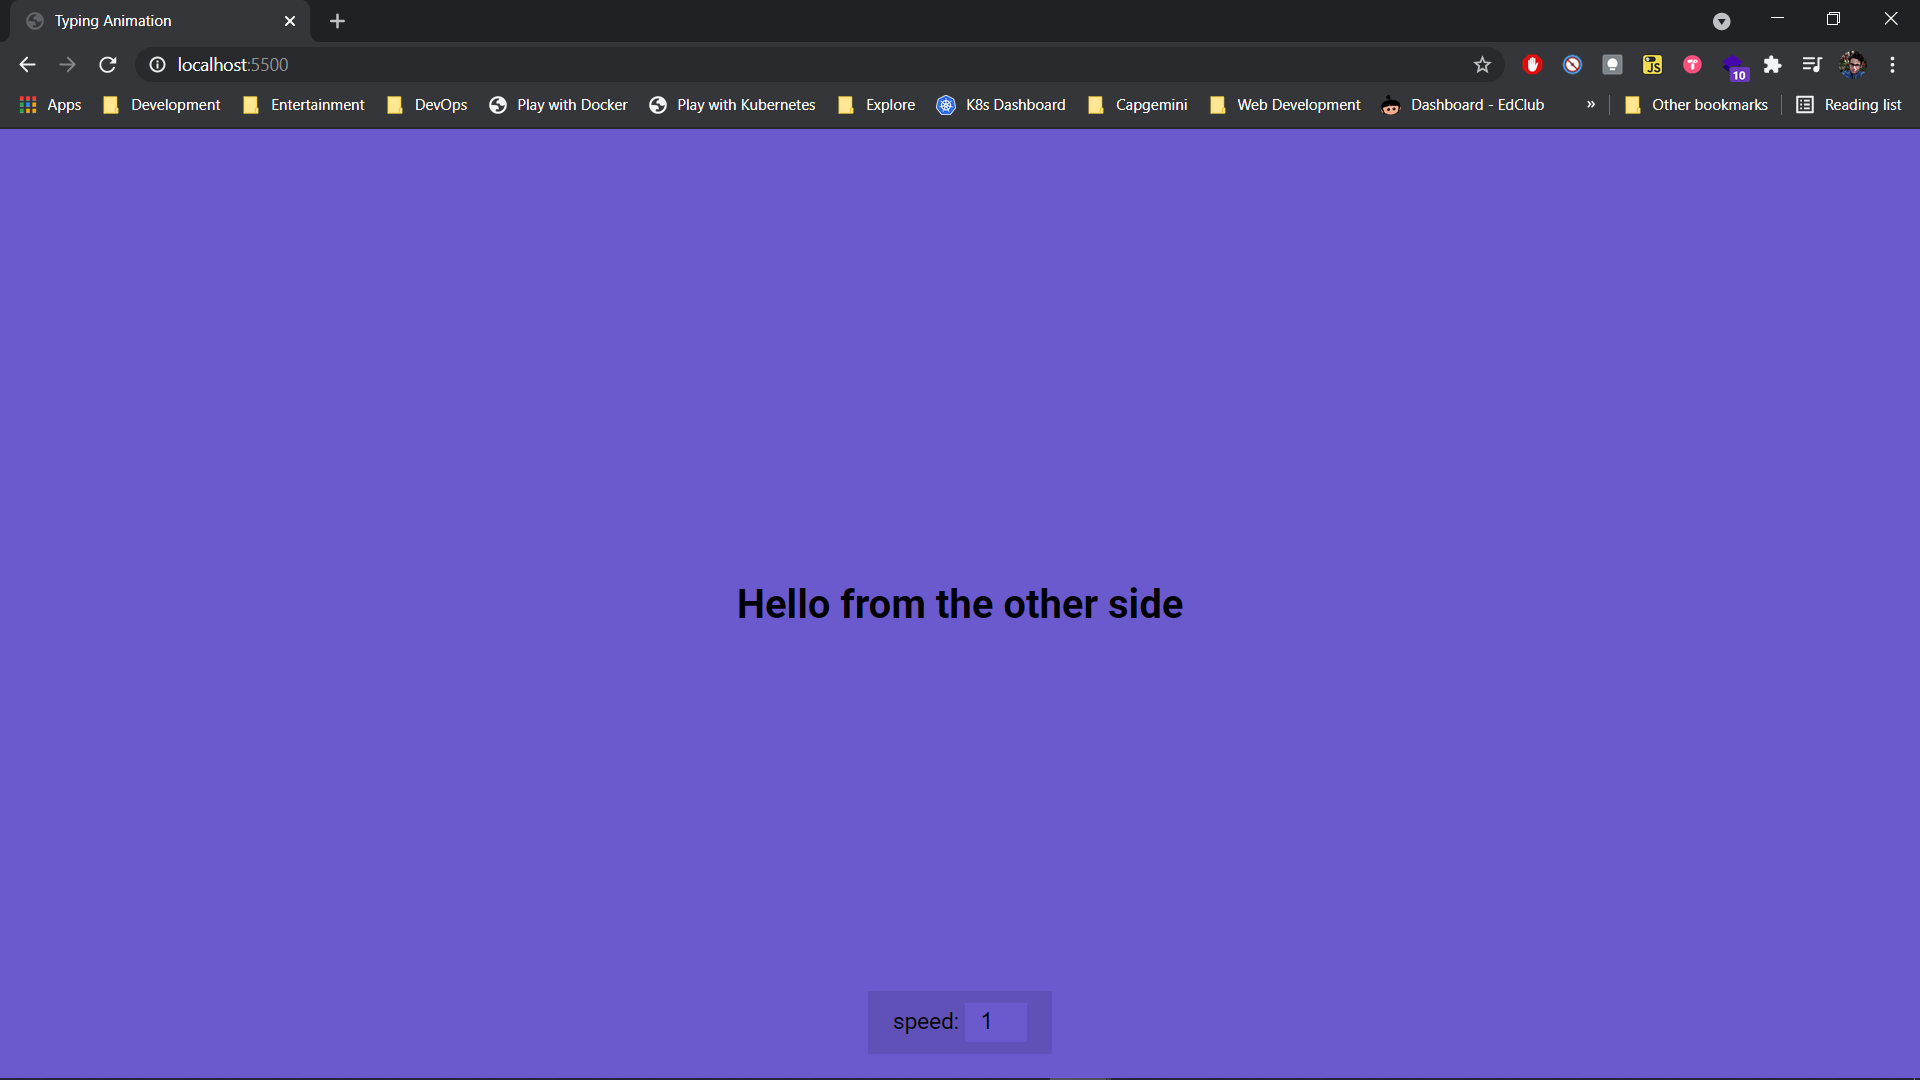 Typing Animation
localhost:5500
JS
T
10
Apps Development Entertainment DevOps Play with Docker Play with Kubernetes Explore K8s Dashboard Capgemini Web Development Dashboard - EdClub » Other bookmarks Reading list
Hello from the other side
speed: 1